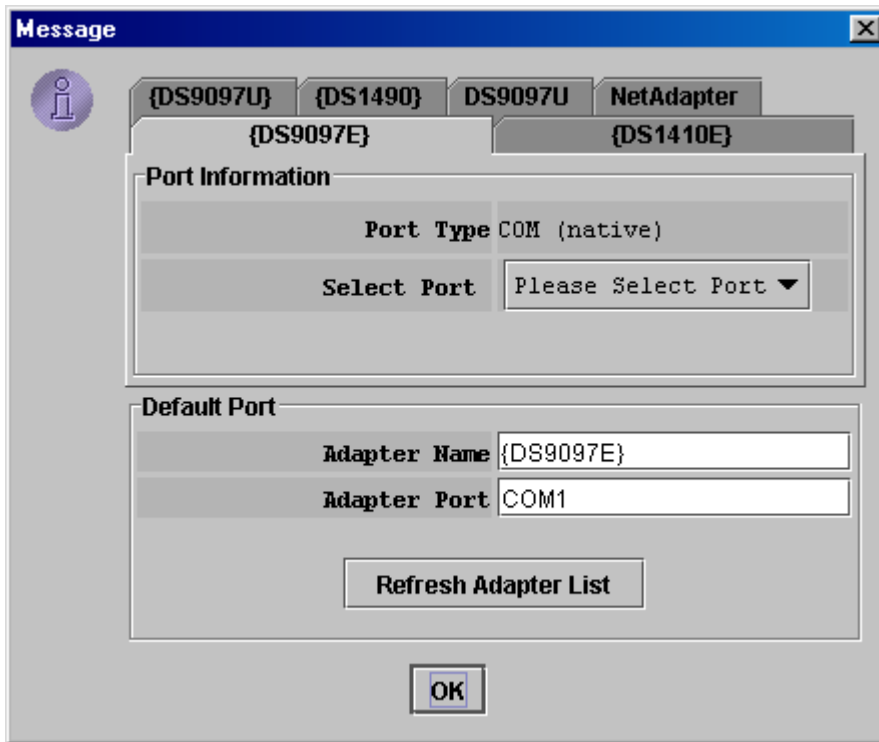 Message
{DS9097U} {DS1490} DS9097U NetAdapter
{DS9097E} {DS1410E}
Port Information
Port Type COM (native)
Select Port Please Select Port
Default Port
Adapter Name {DS9097E}
Adapter Port COM1
Refresh Adapter List
OK